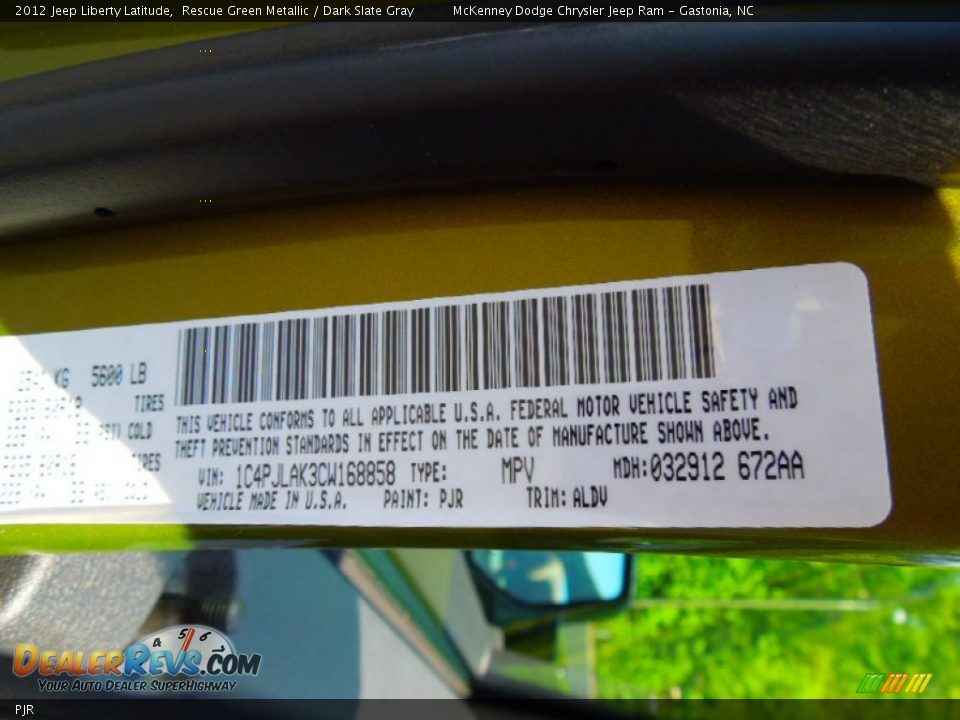 2012 Jeep Liberty Latitude, Rescue Green Metallic / Dark Slate Gray McKenney Dodge Chrysler Jeep Ram - Gastonia, NC
KG 5600 LB
TIRES
COLD
THIS VEHICLE CONFORMS TO ALL APPLICABLE U.S.A. FEDERAL MOTOR VEHICLE SAFETY AND
THEFT PREVENTION STANDARDS IN EFFECT ON THE DATE OF MANUFACTURE SHOWN ABOVE.
VIN: 1C4PJLAK3CW168858 TYPE: MPV MDH:032912 672AA
VEHICLE MADE IN U.S.A. PAINT: PJR TRIM: ALDV
4 5 6
DEALERREVS.COM
YOUR AUTO DEALER SUPERHIGHWAY
PJR